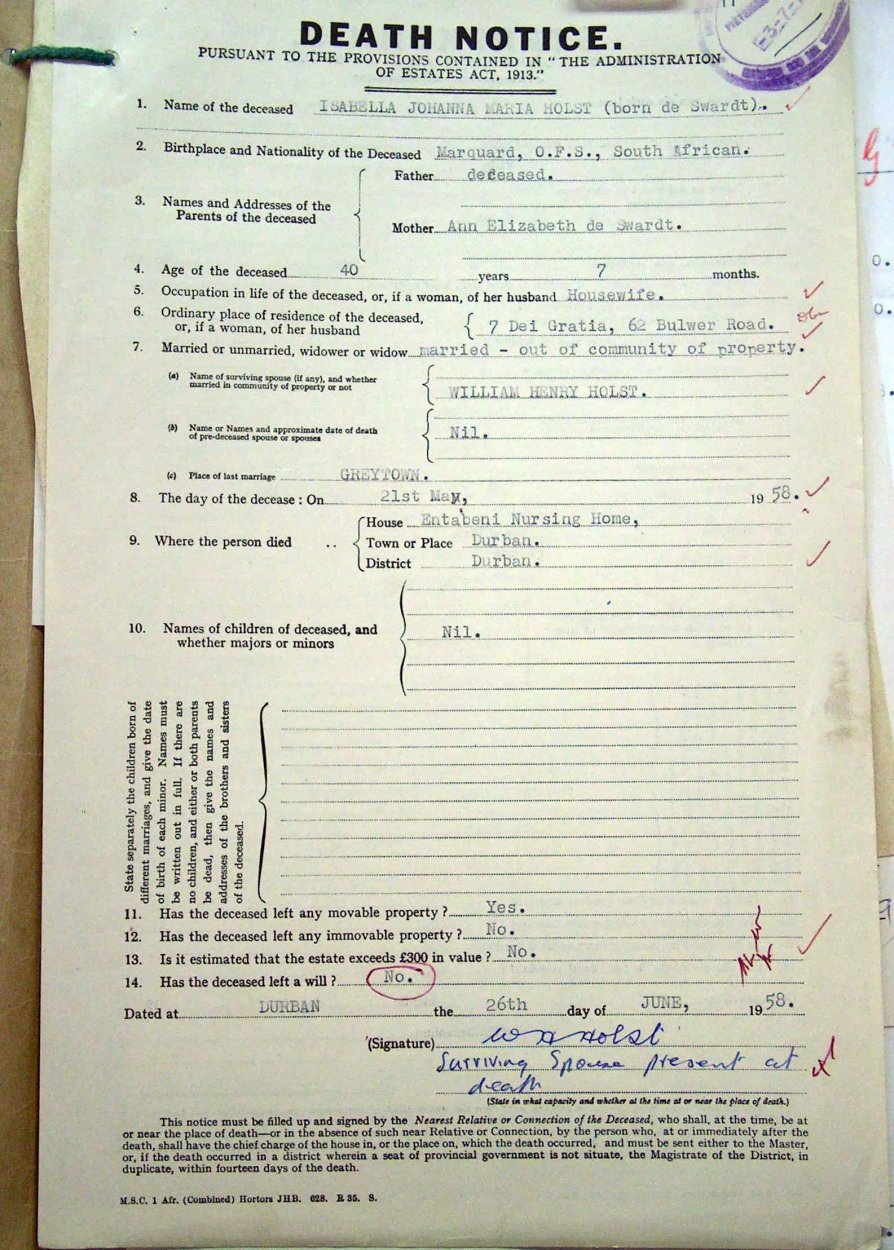 DEATH NOTICE.
PURSUANT TO THE PROVISIONS CONTAINED IN "THE ADMINISTRATION
OF ESTATES ACT, 1913."
1. Name of the deceased ISABELLA JOHANNA MARIA HOLST (born de Swardt).
2. Birthplace and Nationality of the Deceased Marquard, O.F.S., South African.
3. Names and Addresses of the
Parents of the deceased
Father deceased.
Mother Ann Elizabeth de Swardt.
4. Age of the deceased 40 years 7 months.
5. Occupation in life of the deceased, or, if a woman, of her husband Housewife.
6. Ordinary place of residence of the deceased,
or, if a woman, of her husband
7 Dei Gratia, 62 Bulwer Road.
7. Married or unmarried, widower or widow married - out of community of property.
(a) Name of surviving spouse (if any), and whether
married in community of property or not
WILLIAM HENRY HOLST.
(b) Name or Names and approximate date of death
of pre-deceased spouse or spouses
Nil.
(c) Place of last marriage GREYTOWN.
8. The day of the decease : On 21st May, 19 58.
9. Where the person died ..
House Entabeni Nursing Home,
Town or Place Durban.
District Durban.
10. Names of children of deceased, and
whether majors or minors
Nil.
State separately the children born of
different marriages, and give the date
of birth of each minor. Names must
be written out in full. If there are
no children, and either or both parents
be dead, then give the names and
addresses of the brothers and sisters
of the deceased.
11. Has the deceased left any movable property ? Yes.
12. Has the deceased left any immovable property ? No.
13. Is it estimated that the estate exceeds £300 in value ? No.
14. Has the deceased left a will ? No.
Dated at DURBAN the 26th day of JUNE, 19 58.
(Signature) W H Holst
Surviving Spouse present at
death
(State in what capacity and whether at the time at or near the place of death.)
This notice must be filled up and signed by the Nearest Relative or Connection of the Deceased, who shall, at the time, be at
or near the place of death—or in the absence of such near Relative or Connection, by the person who, at or immediately after the
death, shall have the chief charge of the house in, or the place on, which the death occurred, and must be sent either to the Master,
or, if the death occurred in a district wherein a seat of provincial government is not situate, the Magistrate of the District, in
duplicate, within fourteen days of the death.
M.S.C. 1 Afr. (Combined) Hortors JHB. 628. R 35. S.